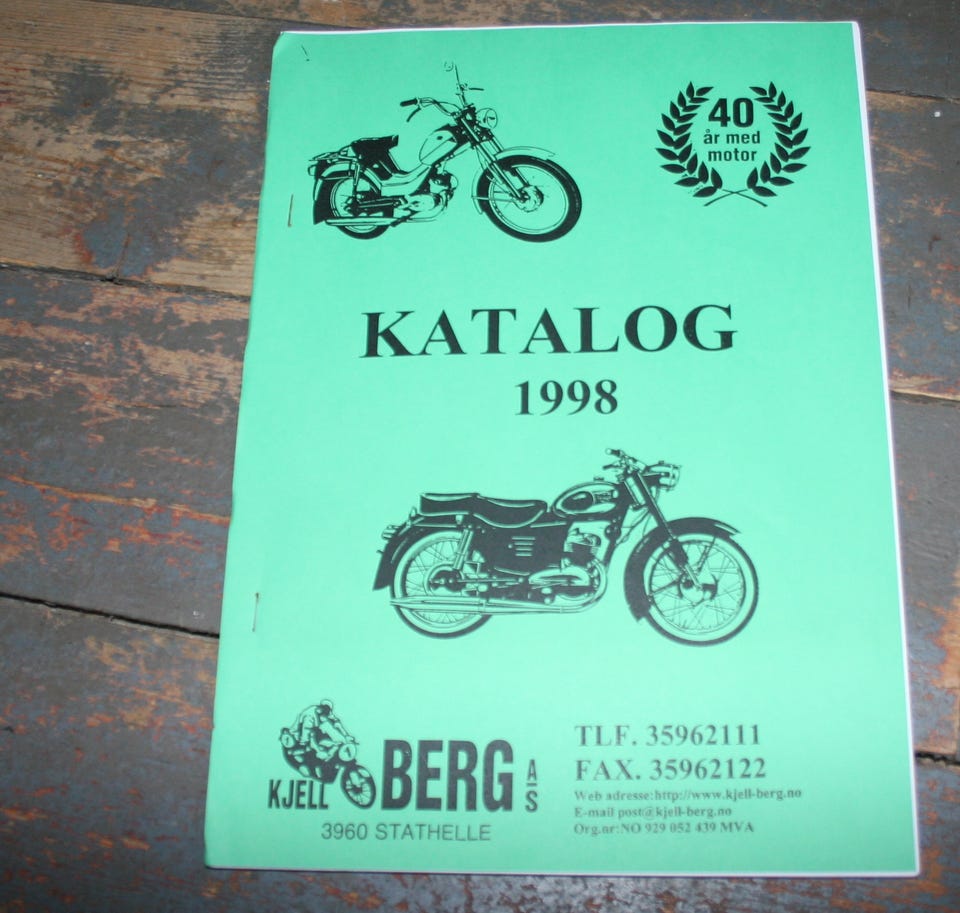 40
år med
motor
KATALOG
1998
KJELL BERG A/S
3960 STATHELLE
TLF. 35962111
FAX. 35962122
Web adresse:http://www.kjell-berg.no
E-mail post@kjell-berg.no
Org.nr:NO 929 052 439 MVA